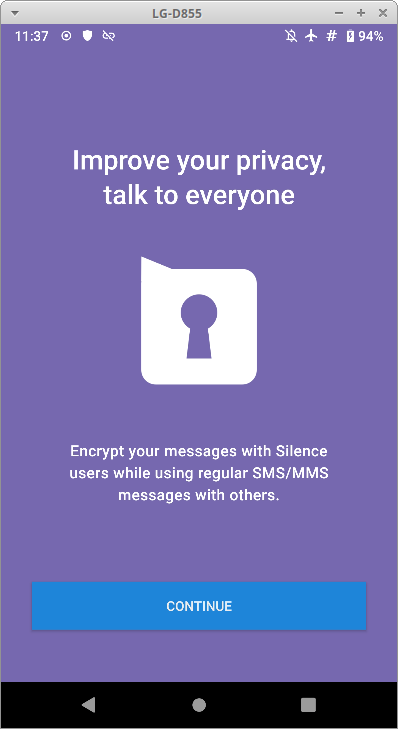 LG-D855
11:37
# 94%
Improve your privacy,
talk to everyone
Encrypt your messages with Silence
users while using regular SMS/MMS
messages with others.
CONTINUE